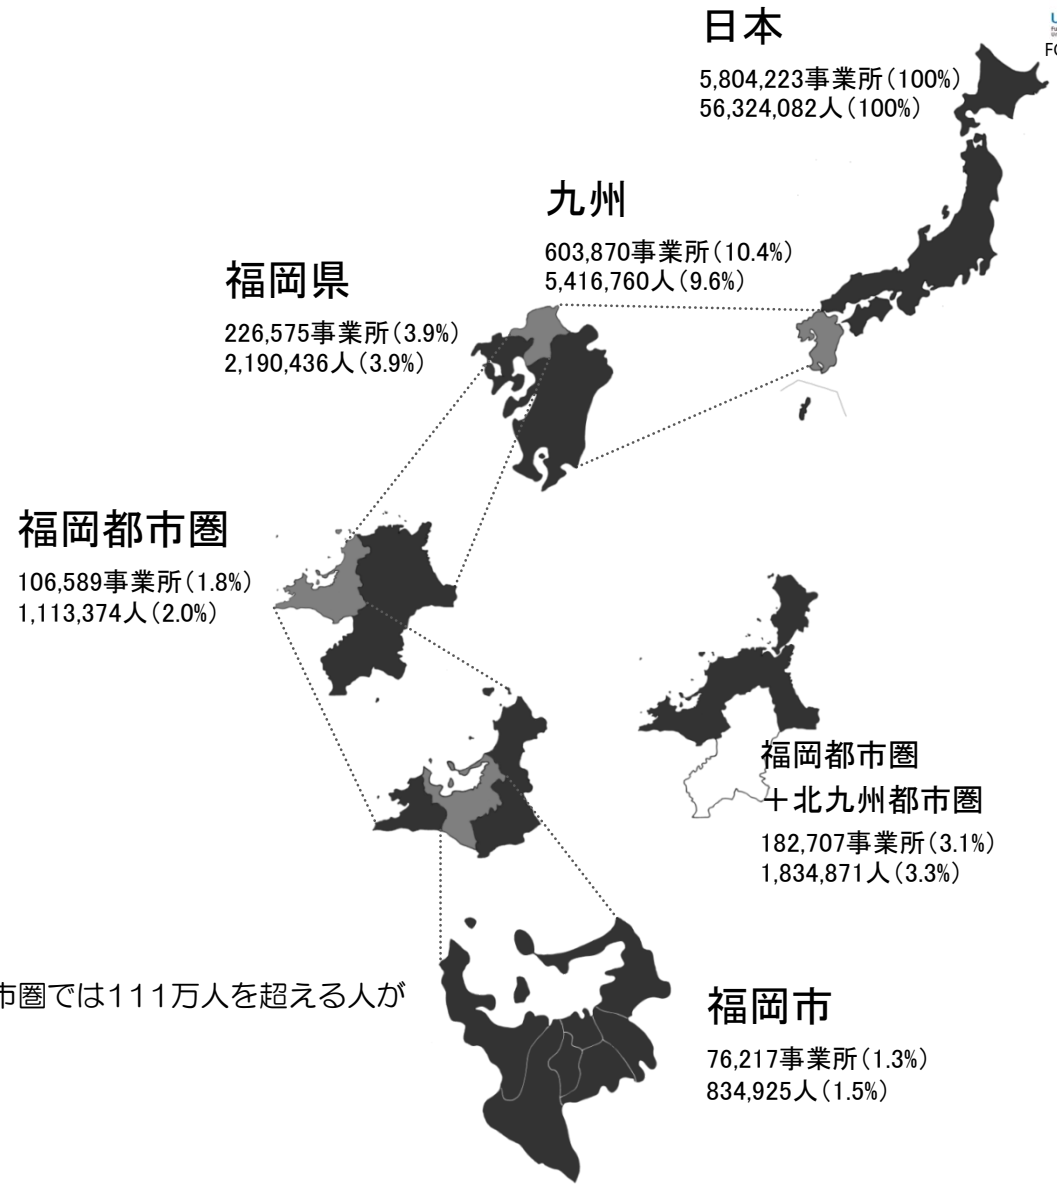 日本
5,804,223事業所(100%)
56,324,082人(100%)
九州
603,870事業所(10.4%)
5,416,760人(9.6%)
福岡県
226,575事業所(3.9%)
2,190,436人(3.9%)
福岡都市圏
106,589事業所(1.8%)
1,113,374人(2.0%)
福岡都市圏
＋北九州都市圏
182,707事業所(3.1%)
1,834,871人(3.3%)
市圏では111万人を超える人が
福岡市
76,217事業所(1.3%)
834,925人(1.5%)